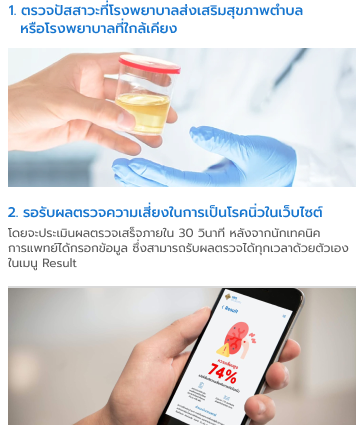 1. ตรวจปัสสาวะที่โรงพยาบาลส่งเสริมสุขภาพตำบล
หรือโรงพยาบาลที่ใกล้เคียง
2. รอรับผลตรวจความเสี่ยงในการเป็นโรคนิ่วในเว็บไซต์
โดยจะประเมินผลตรวจเสร็จภายใน 30 วินาที หลังจากนักเทคนิค
การแพทย์ได้กรอกข้อมูล ซึ่งสามารถรับผลตรวจได้ทุกเวลาด้วยตัวเอง
ในเมนู Result
Result
74%